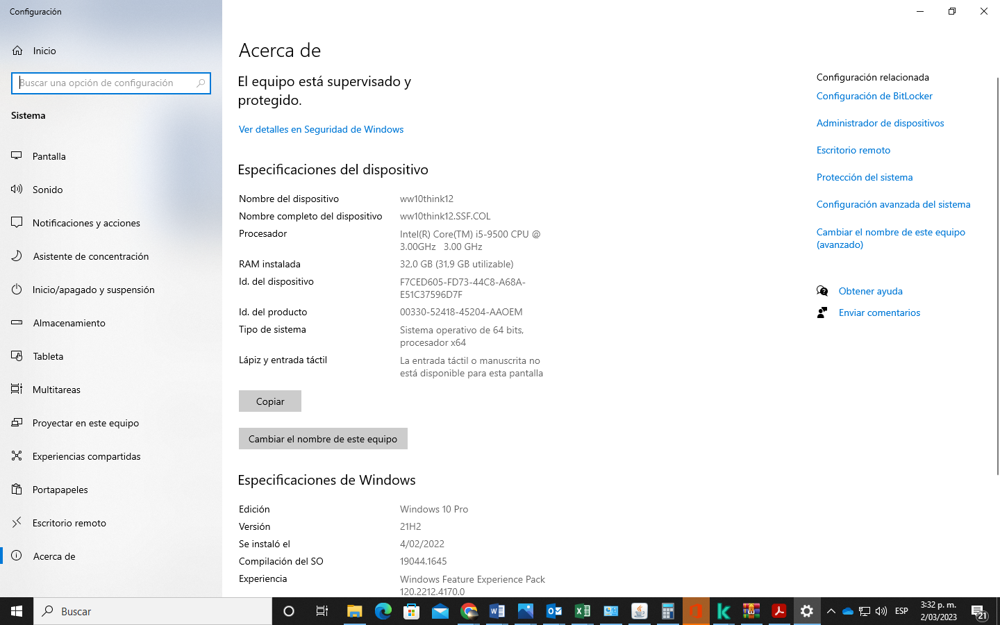 Configuración
Inicio
Buscar una opción de configuración
Sistema
Pantalla
Sonido
Notificaciones y acciones
Asistente de concentración
Inicio/apagado y suspensión
Almacenamiento
Tableta
Multitareas
Proyectar en este equipo
Experiencias compartidas
Portapapeles
Escritorio remoto
Acerca de
Acerca de
El equipo está supervisado y
protegido.
Ver detalles en Seguridad de Windows
Especificaciones del dispositivo
Nombre del dispositivo ww10think12
Nombre completo del dispositivo ww10think12.SSF.COL
Procesador Intel(R) Core(TM) i5-9500 CPU @
3.00GHz 3.00 GHz
RAM instalada 32,0 GB (31,9 GB utilizable)
Id. del dispositivo F7CED605-FD73-44C8-A68A-
E51C37596D7F
Id. del producto 00330-52418-45204-AAOEM
Tipo de sistema Sistema operativo de 64 bits,
procesador x64
Lápiz y entrada táctil La entrada táctil o manuscrita no
está disponible para esta pantalla
Copiar
Cambiar el nombre de este equipo
Especificaciones de Windows
Edición Windows 10 Pro
Versión 21H2
Se instaló el 4/02/2022
Compilación del SO 19044.1645
Experiencia Windows Feature Experience Pack
120.2212.4170.0
Configuración relacionada
Configuración de BitLocker
Administrador de dispositivos
Escritorio remoto
Protección del sistema
Configuración avanzada del sistema
Cambiar el nombre de este equipo
(avanzado)
Obtener ayuda
Enviar comentarios
Buscar
ESP
3:32 p. m.
2/03/2023
21